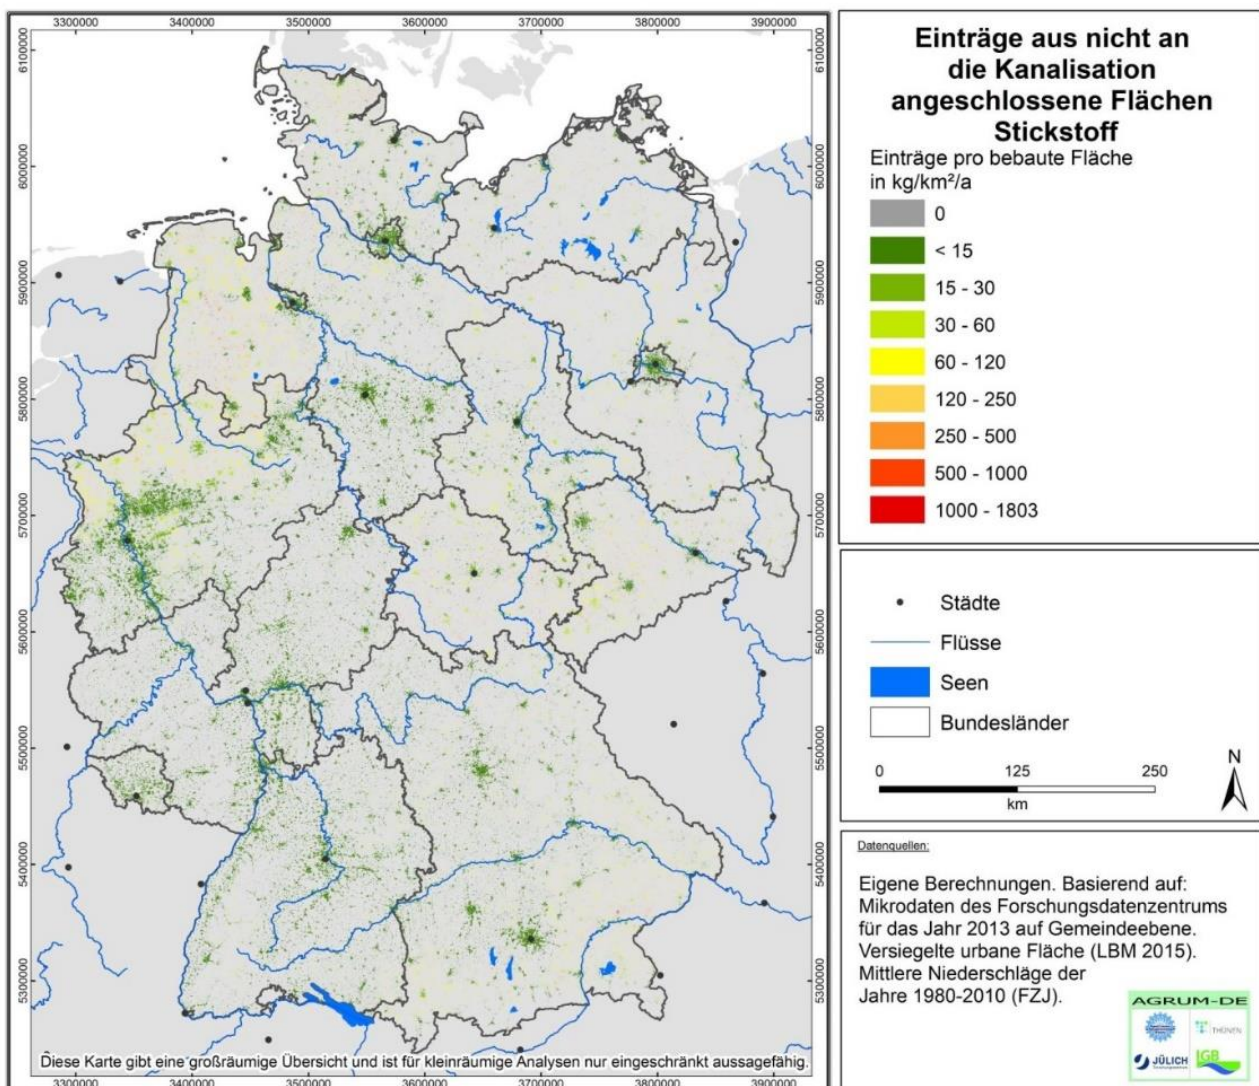 3300000 3400000 3500000 3600000 3700000 3800000 3900000
6100000
6000000
5900000
5800000
5700000
5600000
5500000
5400000
5300000
Diese Karte gibt eine großräumige Übersicht und ist für kleinräumige Analysen nur eingeschränkt aussagefähig.
3300000 3400000 3500000 3600000 3700000 3800000 3900000
Einträge aus nicht an
die Kanalisation
angeschlossene Flächen
Stickstoff
Einträge pro bebaute Fläche
in kg/km²/a
0
< 15
15 - 30
30 - 60
60 - 120
120 - 250
250 - 500
500 - 1000
1000 - 1803
Städte
Flüsse
Seen
Bundesländer
N
0 125 250
km
Datenquellen:
Eigene Berechnungen. Basierend auf:
Mikrodaten des Forschungsdatenzentrums
für das Jahr 2013 auf Gemeindeebene.
Versiegelte urbane Fläche (LBM 2015).
Mittlere Niederschläge der
Jahre 1980-2010 (FZJ).
AGRUM-DE
THÜNEN
JÜLICH
IGB